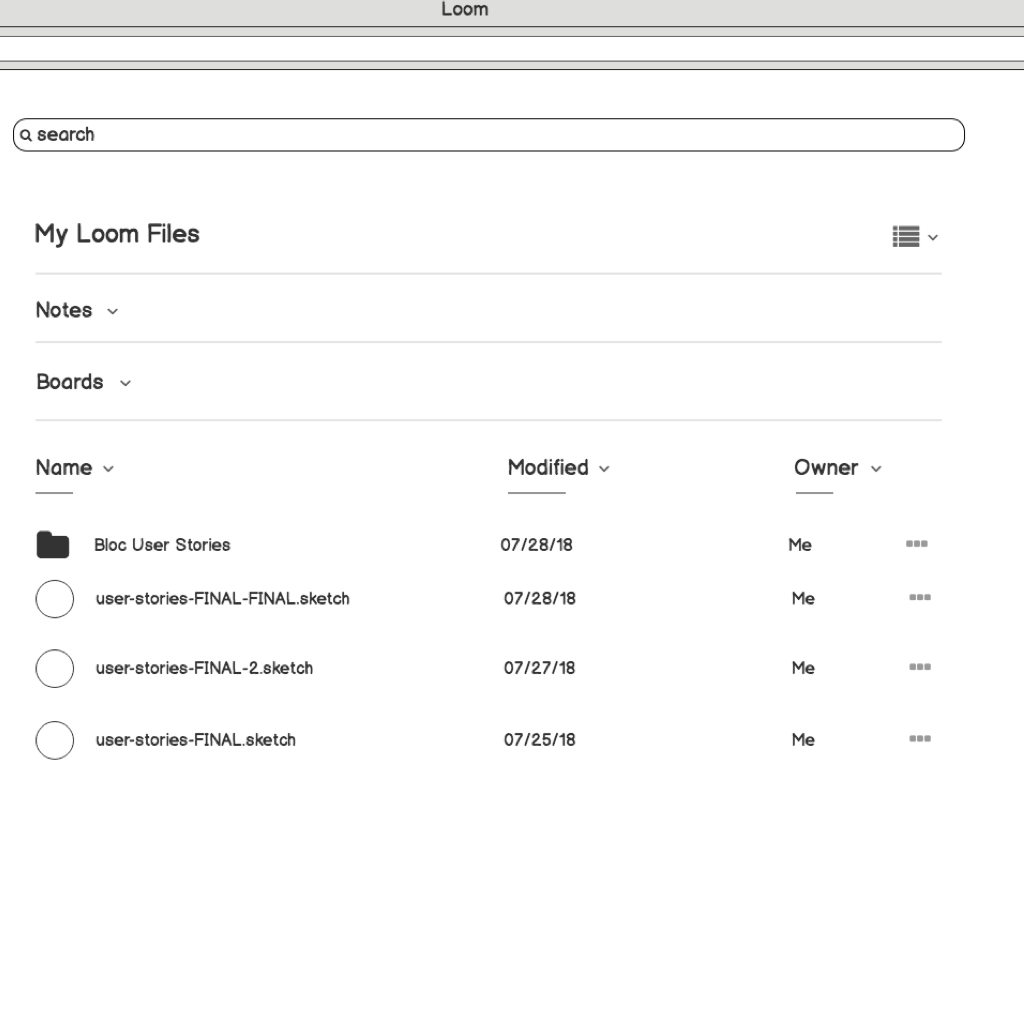 Loom
search
My Loom Files
Notes
Boards
Name Modified Owner
Bloc User Stories 07/28/18 Me
user-stories-FINAL-FINAL.sketch 07/28/18 Me
user-stories-FINAL-2.sketch 07/27/18 Me
user-stories-FINAL.sketch 07/25/18 Me